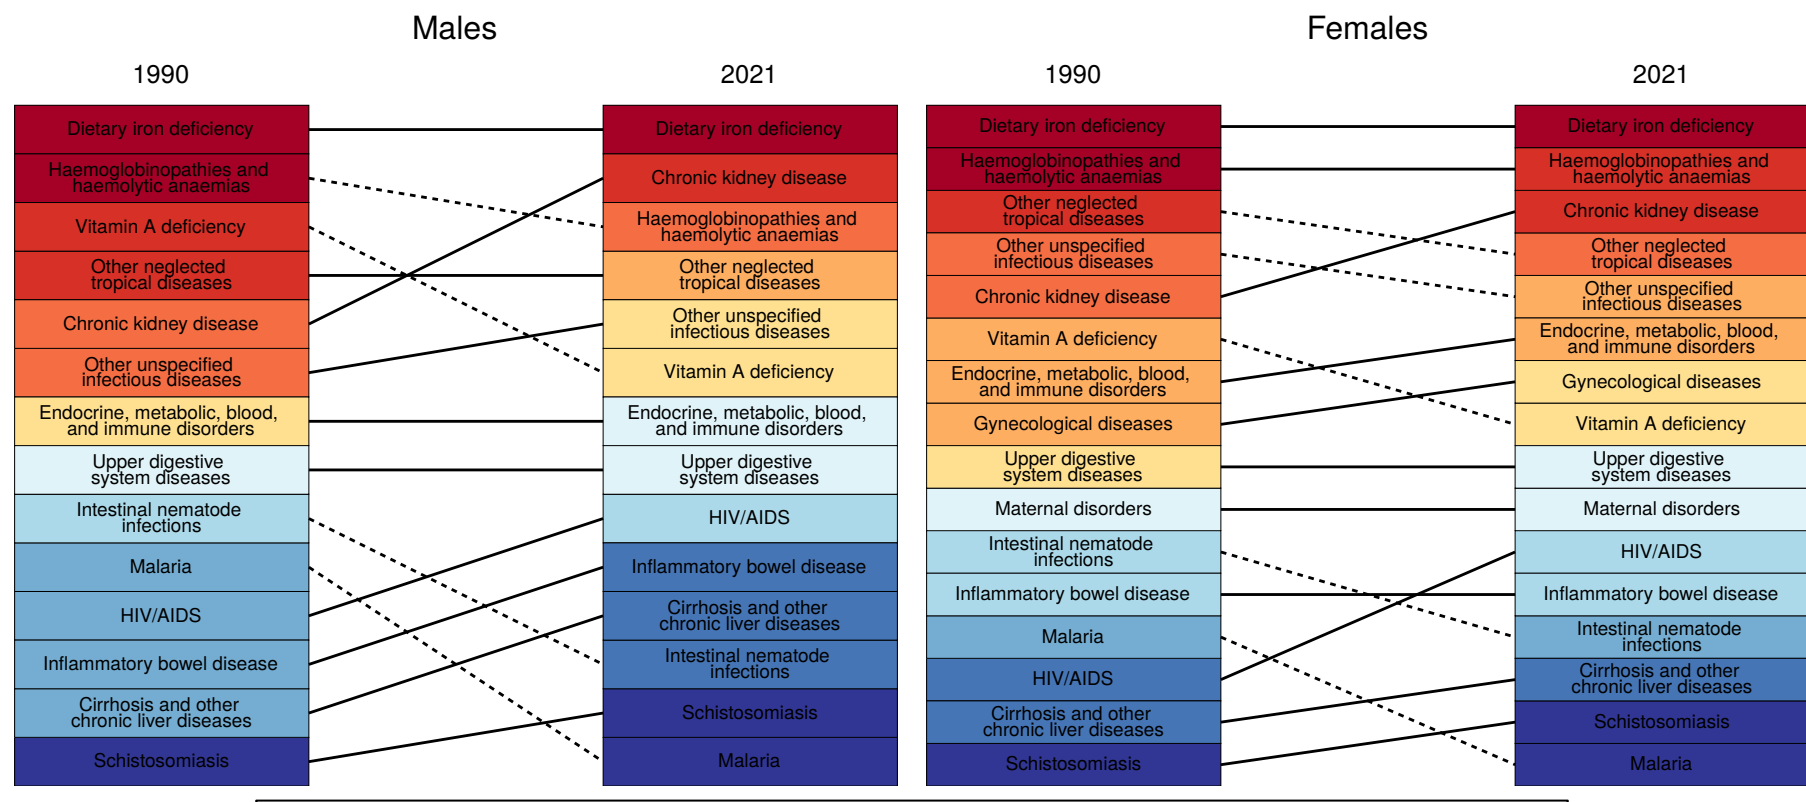 Males
Females
1990
2021
1990
2021
Dietary iron deficiency
Haemoglobinopathies and
haemolytic anaemias
Vitamin A deficiency
Other neglected
tropical diseases
Chronic kidney disease
Other unspecified
infectious diseases
Endocrine, metabolic, blood,
and immune disorders
Upper digestive
system diseases
Intestinal nematode
infections
Malaria
HIV/AIDS
Inflammatory bowel disease
Cirrhosis and other
chronic liver diseases
Schistosomiasis
Dietary iron deficiency
Chronic kidney disease
Haemoglobinopathies and
haemolytic anaemias
Other neglected
tropical diseases
Other unspecified
infectious diseases
Vitamin A deficiency
Endocrine, metabolic, blood,
and immune disorders
Upper digestive
system diseases
HIV/AIDS
Inflammatory bowel disease
Cirrhosis and other
chronic liver diseases
Intestinal nematode
infections
Schistosomiasis
Malaria
Dietary iron deficiency
Haemoglobinopathies and
haemolytic anaemias
Other neglected
tropical diseases
Other unspecified
infectious diseases
Chronic kidney disease
Vitamin A deficiency
Endocrine, metabolic, blood,
and immune disorders
Gynecological diseases
Upper digestive
system diseases
Maternal disorders
Intestinal nematode
infections
Inflammatory bowel disease
Malaria
HIV/AIDS
Cirrhosis and other
chronic liver diseases
Schistosomiasis
Dietary iron deficiency
Haemoglobinopathies and
haemolytic anaemias
Chronic kidney disease
Other neglected
tropical diseases
Other unspecified
infectious diseases
Endocrine, metabolic, blood,
and immune disorders
Gynecological diseases
Vitamin A deficiency
Upper digestive
system diseases
Maternal disorders
HIV/AIDS
Inflammatory bowel disease
Intestinal nematode
infections
Cirrhosis and other
chronic liver diseases
Schistosomiasis
Malaria